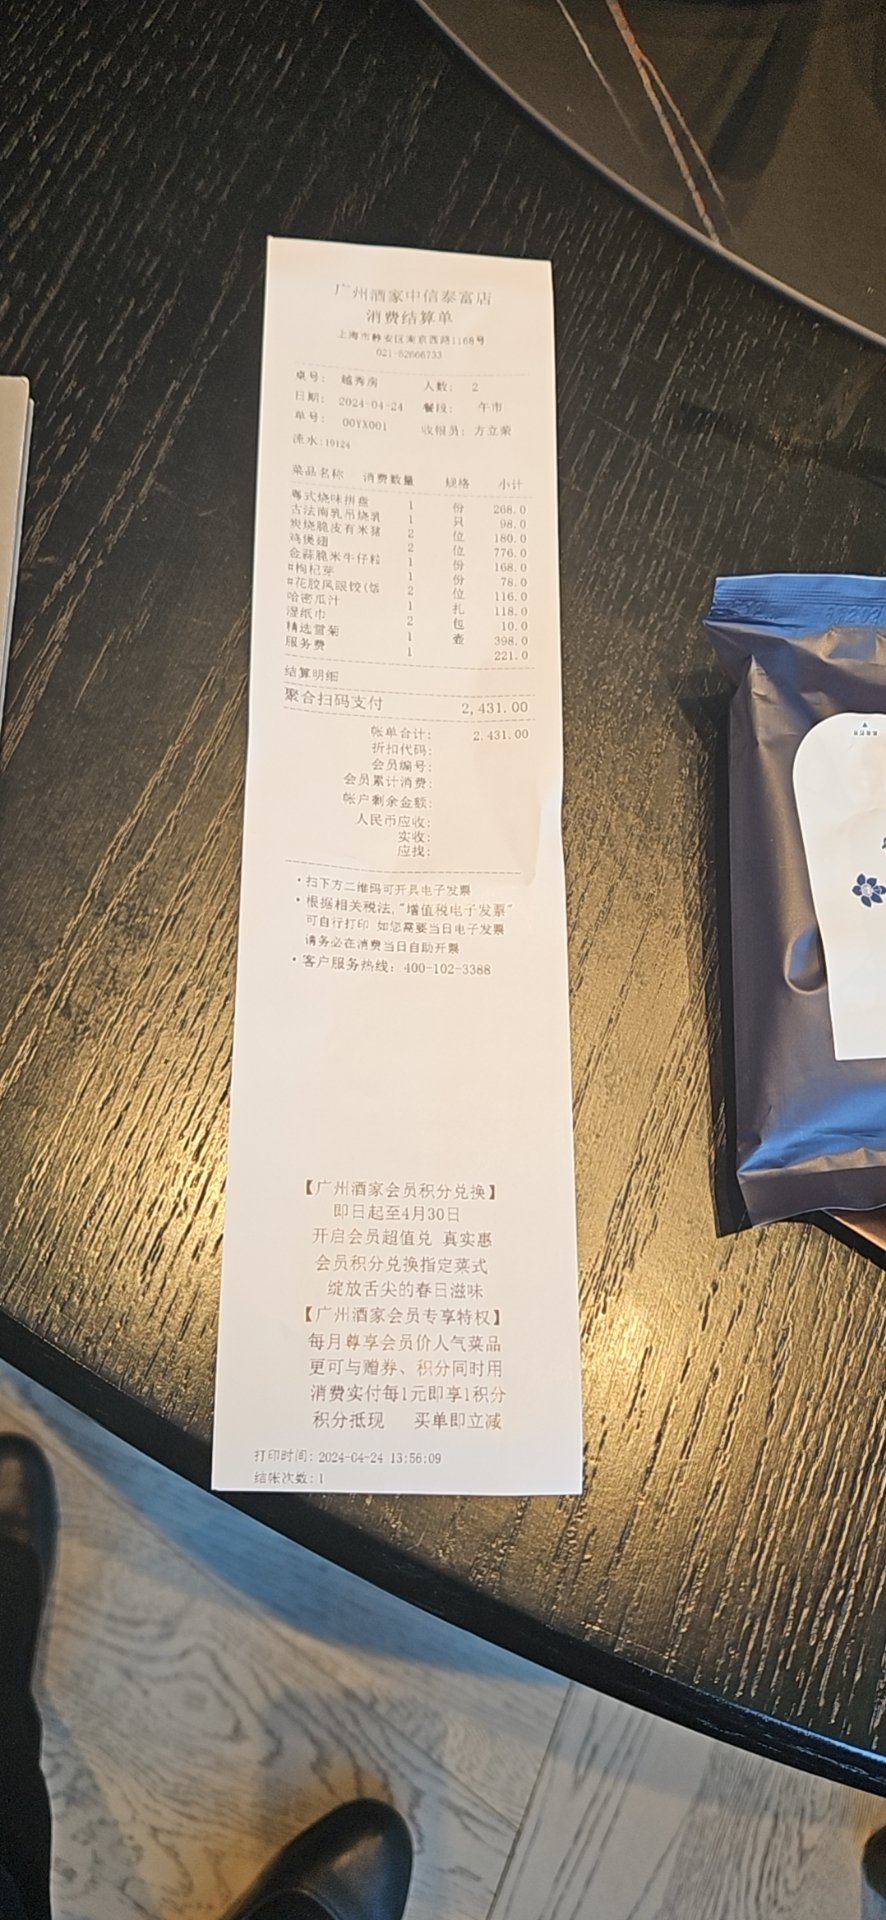 广州酒家中信泰富店
消费结算单
上海市静安区南京西路1168号
021-52666733
桌号: 越秀房 人数: 2
日期: 2024-04-24 餐段: 午市
单号: 00YX001 收银员: 方立荣
流水:19124
菜品名称 消费数量 规格 小计
粤式烧味拼盘 1 份 268.0
古法南乳吊烧乳 1 只 98.0
炭烧脆皮有米猪 2 位 180.0
鸡煲翅 2 位 776.0
金蒜脆米牛仔粒 1 份 168.0
#枸杞芽 1 份 78.0
#花胶凤眼饺(饭 2 位 116.0
哈密瓜汁 1 扎 118.0
湿纸巾 2 包 10.0
精选雪菊 1 壶 398.0
服务费 1 221.0
结算明细
聚合扫码支付 2,431.00
帐单合计: 2,431.00
折扣代码:
会员编号:
会员累计消费:
帐户剩余金额:
人民币应收:
实收:
应找:
•扫下方二维码可开具电子发票
•根据相关税法,"增值税电子发票"
可自行打印 如您需要当日电子发票
请务必在消费当日自助开票
•客户服务热线: 400-102-3388
【广州酒家会员积分兑换】
即日起至4月30日
开启会员超值兑 真实惠
会员积分兑换指定菜式
绽放舌尖的春日滋味
【广州酒家会员专享特权】
每月尊享会员价人气菜品
更可与赠券、积分同时用
消费实付每1元即享1积分
积分抵现 买单即立减
打印时间: 2024-04-24 13:56:09
结帐次数:1